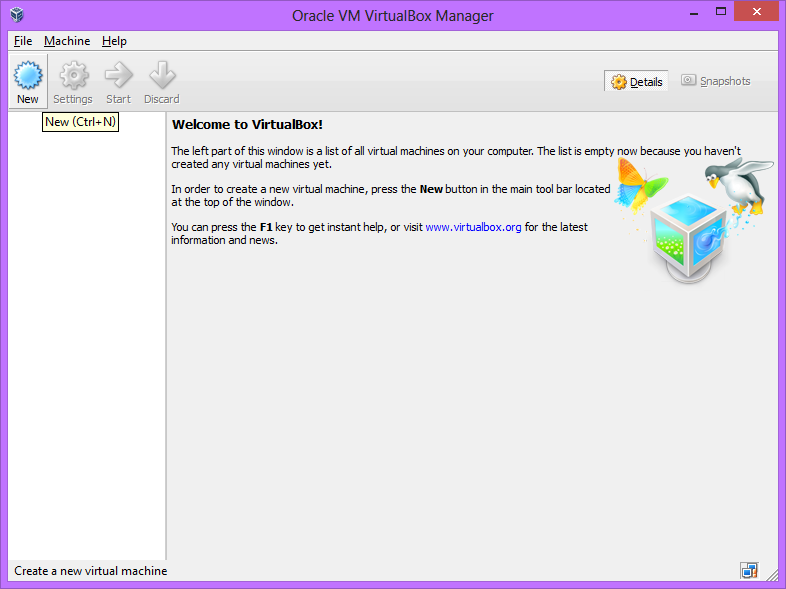 Oracle VM VirtualBox Manager
File Machine Help
New Settings Start Discard Details Snapshots
New (Ctrl+N)
Welcome to VirtualBox!
The left part of this window is a list of all virtual machines on your computer. The list is empty now because you haven't
created any virtual machines yet.
In order to create a new virtual machine, press the New button in the main tool bar located
at the top of the window.
You can press the F1 key to get instant help, or visit www.virtualbox.org for the latest
information and news.
Create a new virtual machine